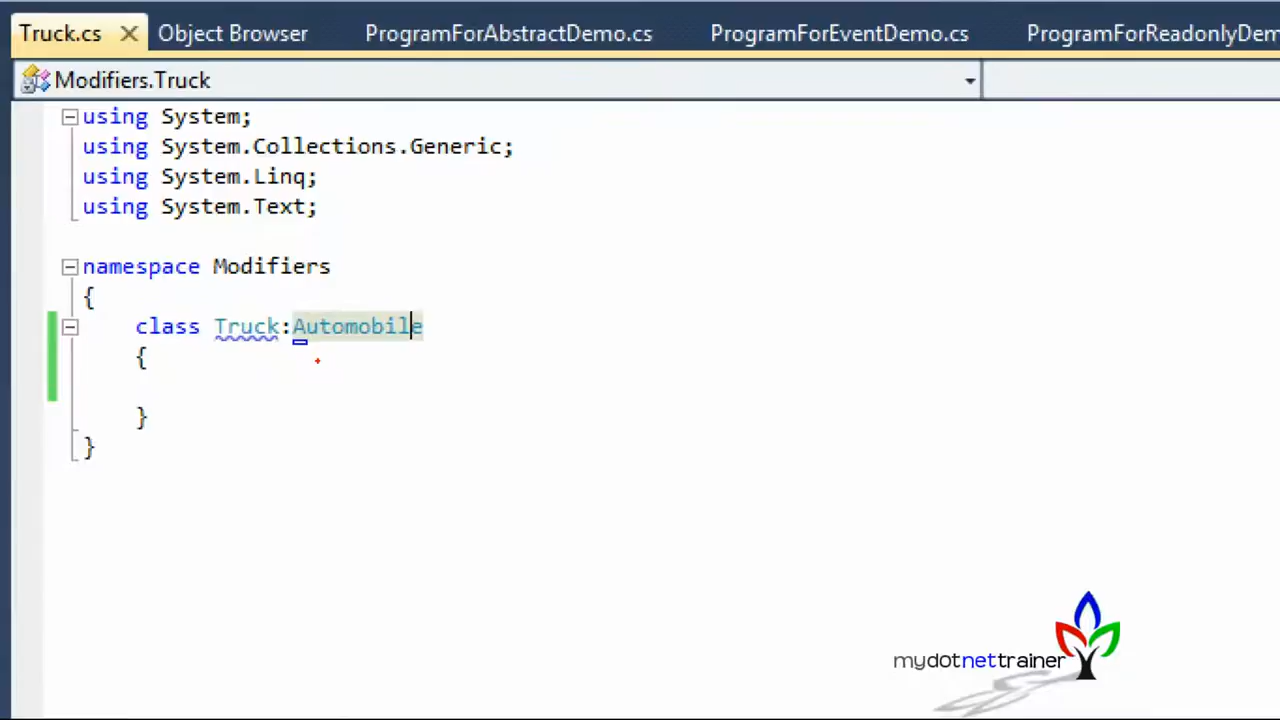 Truck.cs Object Browser ProgramForAbstractDemo.cs ProgramForEventDemo.cs ProgramForReadonlyDem
Modifiers.Truck
using System;
using System.Collections.Generic;
using System.Linq;
using System.Text;
namespace Modifiers
{
class Truck:Automobile
{
}
}
mydotnettrainer